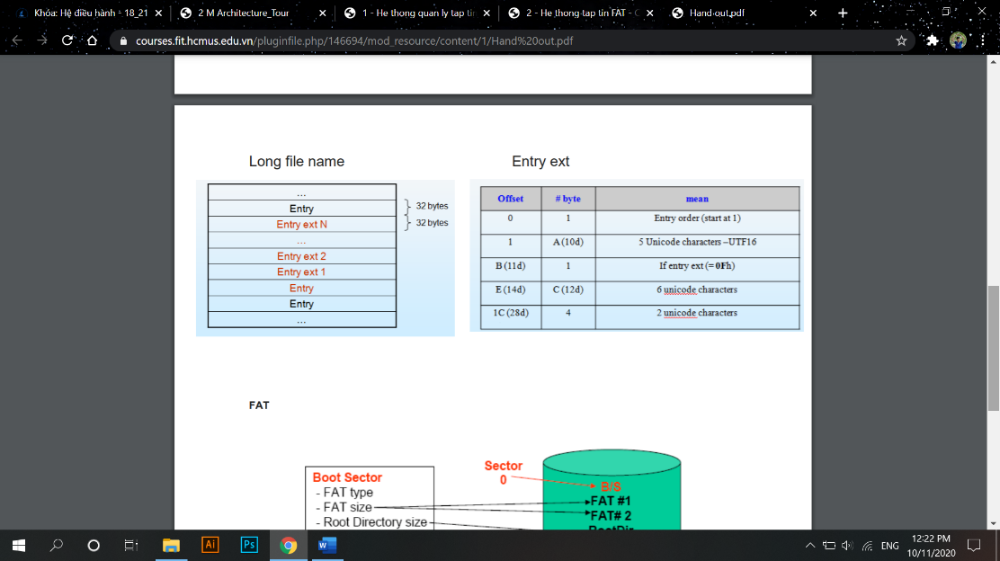 Khóa: Hệ điều hành - 18_21
2 M Architecture_Tour
1 - He thong quan ly tap tin
2 - He thong tap tin FAT - C
Hand out.pdf
courses.fit.hcmus.edu.vn/pluginfile.php/146694/mod_resource/content/1/Hand%20out.pdf
Long file name
Entry ext
...
Entry
Entry ext N
...
Entry ext 2
Entry ext 1
Entry
Entry
...
32 bytes
32 bytes
Offset # byte mean
0 1 Entry order (start at 1)
1 A (10d) 5 Unicode characters –UTF16
B (11d) 1 If entry ext (= 0Fh)
E (14d) C (12d) 6 unicode characters
1C (28d) 4 2 unicode characters
FAT
Boot Sector
- FAT type
- FAT size
- Root Directory size
Sector
0
B/S
FAT #1
FAT# 2
RootDir
Ai
Ps
W
ENG
12:22 PM
10/11/2020